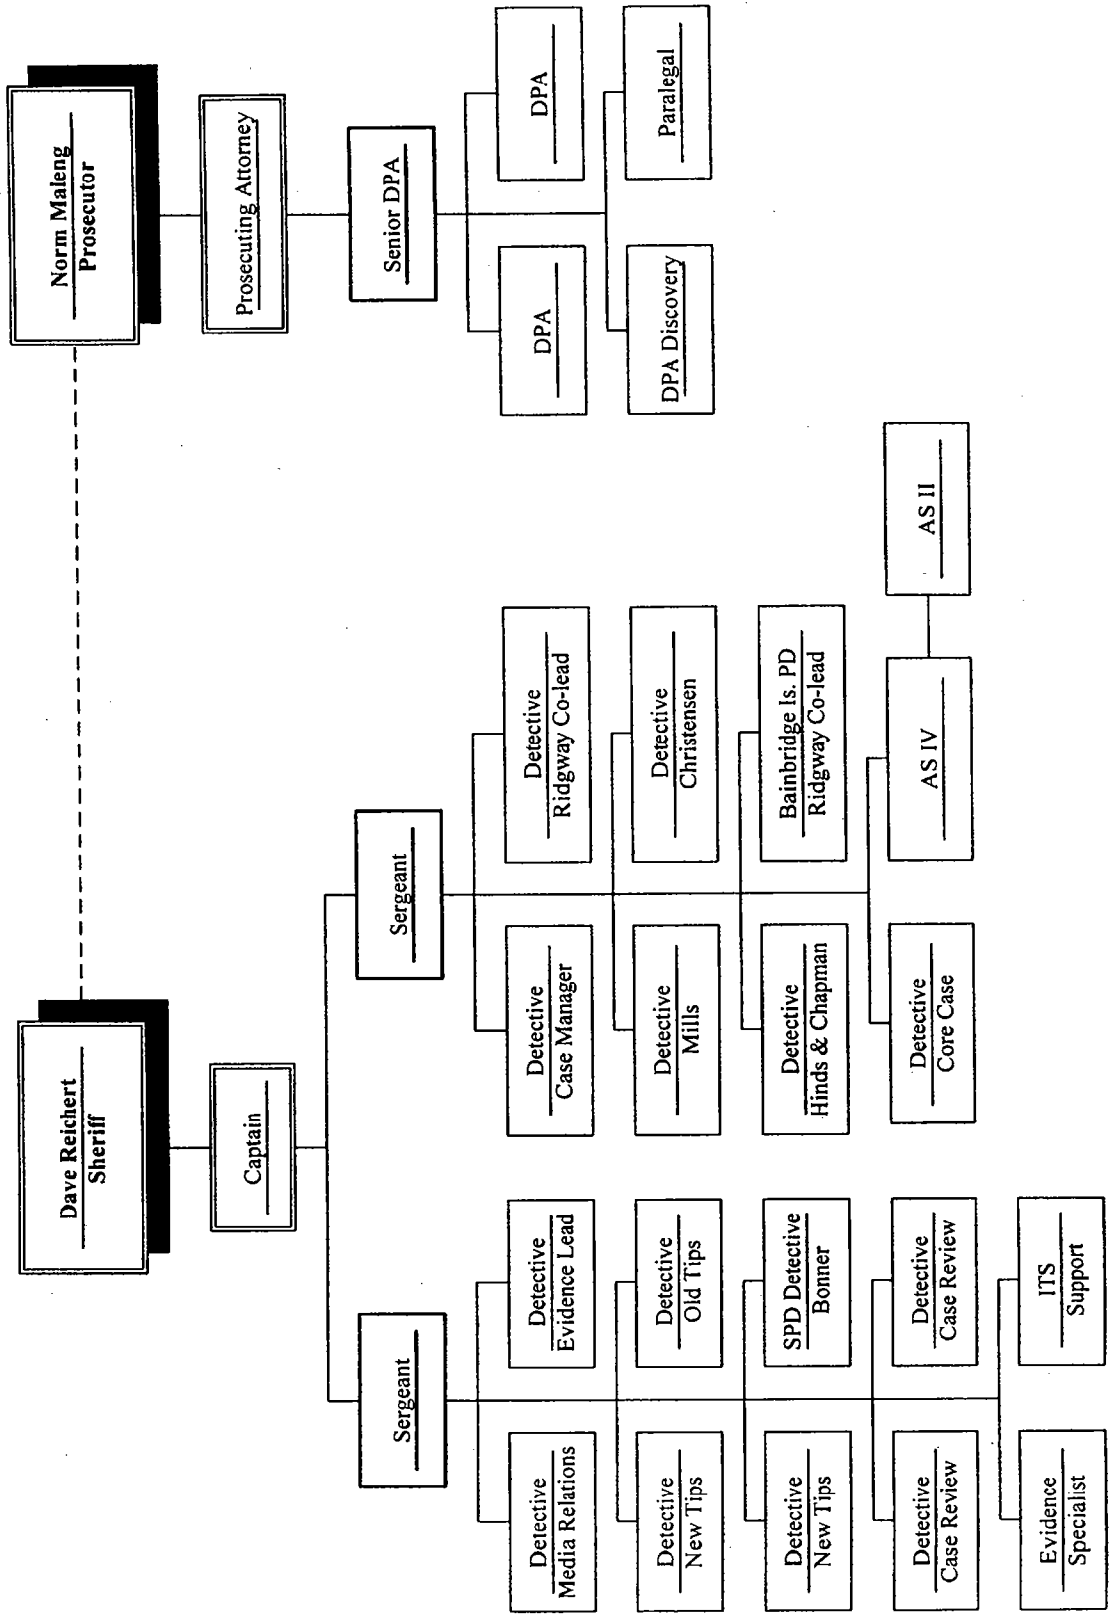 Dave Reichert
Sheriff
Norm Maleng
Prosecutor
Captain
Prosecuting Attorney
Sergeant
Sergeant
Senior DPA
Detective
Media Relations
Detective
Evidence Lead
Detective
Case Manager
Detective
Ridgway Co-lead
DPA
DPA
Detective
New Tips
Detective
Old Tips
Detective
Mills
Detective
Christensen
DPA Discovery
Paralegal
Detective
New Tips
SPD Detective
Bonner
Detective
Hinds & Chapman
Bainbridge Is. PD
Ridgway Co-lead
Detective
Case Review
Detective
Case Review
Detective
Core Case
AS IV
AS II
Evidence
Specialist
ITS
Support